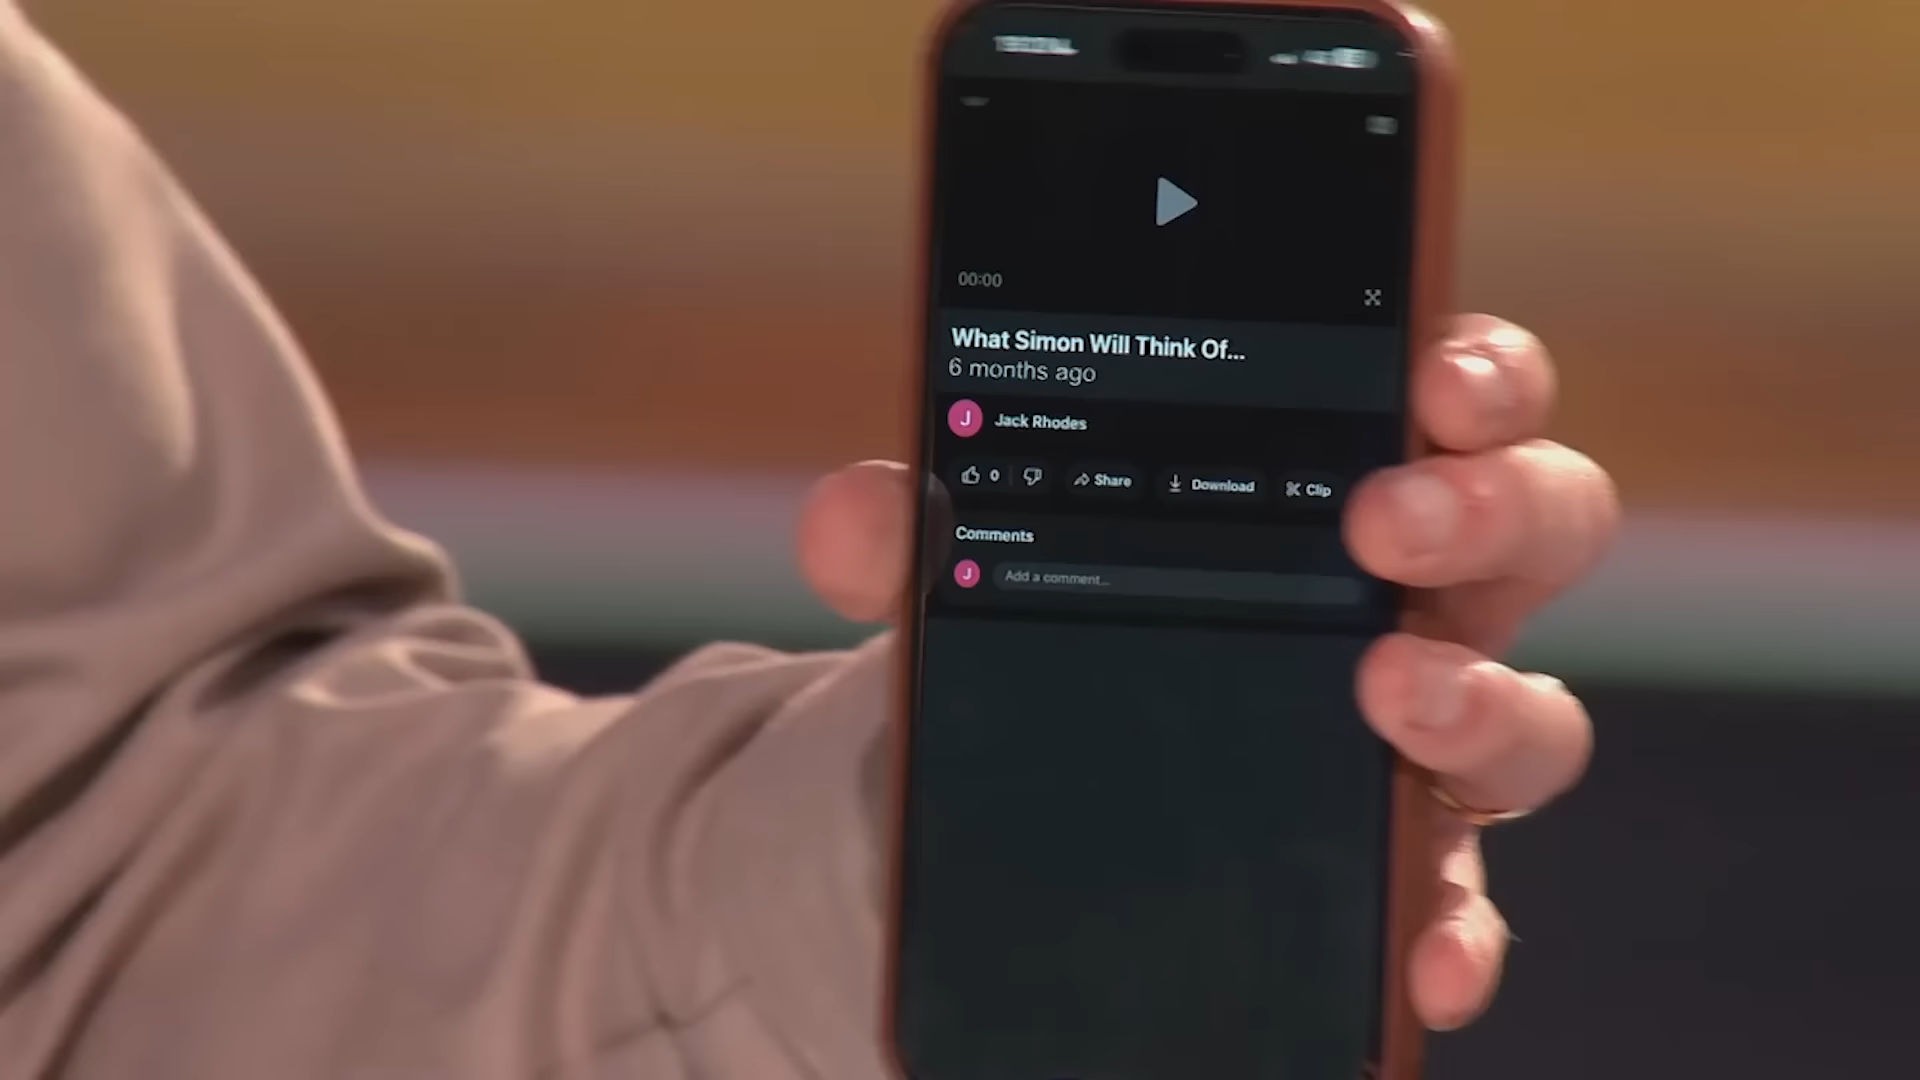 00:00
What Simon Will Think Of...
6 months ago
J Jack Rhodes
0 Share Download Clip
Comments
J Add a comment...